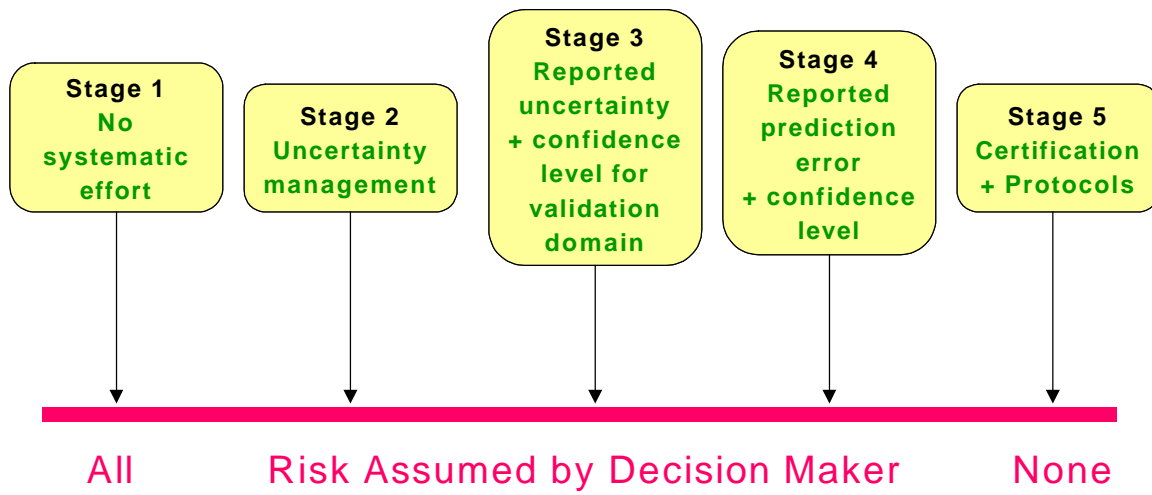 Stage 1
No
systematic
effort
Stage 2
Uncertainty
management
Stage 3
Reported
uncertainty
+ confidence
level for
validation
domain
Stage 4
Reported
prediction
error
+ confidence
level
Stage 5
Certification
+ Protocols
All
Risk Assumed by Decision Maker
None